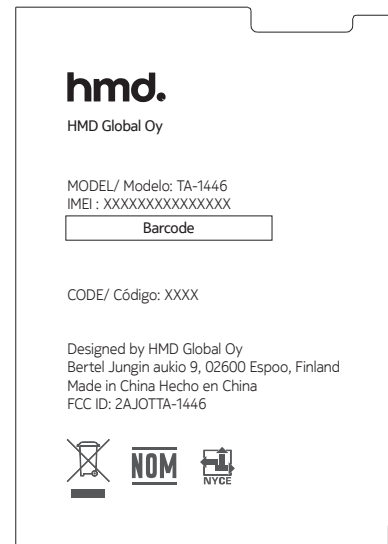 hmd.
HMD Global Oy
MODEL/ Modelo: TA-1446
IMEI : XXXXXXXXXXXXXXX
Barcode
CODE/ Código: XXXX
Designed by HMD Global Oy
Bertel Jungin aukio 9, 02600 Espoo, Finland
Made in China Hecho en China
FCC ID: 2AJOTTA-1446
NOM
NYCE